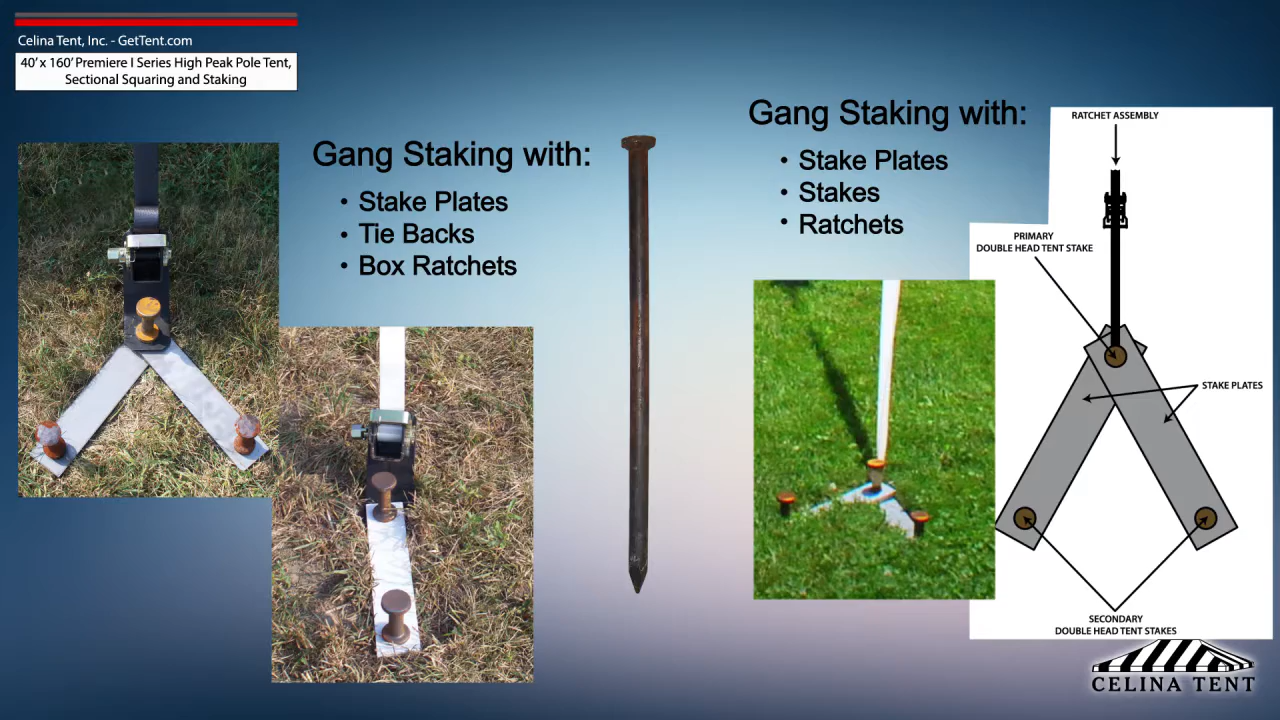 Celina Tent, Inc. - GetTent.com
40’ x 160’ Premiere I Series High Peak Pole Tent,
Sectional Squaring and Staking
Gang Staking with:
• Stake Plates
• Tie Backs
• Box Ratchets
Gang Staking with:
• Stake Plates
• Stakes
• Ratchets
RATCHET ASSEMBLY
PRIMARY
DOUBLE HEAD TENT STAKE
STAKE PLATES
SECONDARY
DOUBLE HEAD TENT STAKES
CELINA TENT